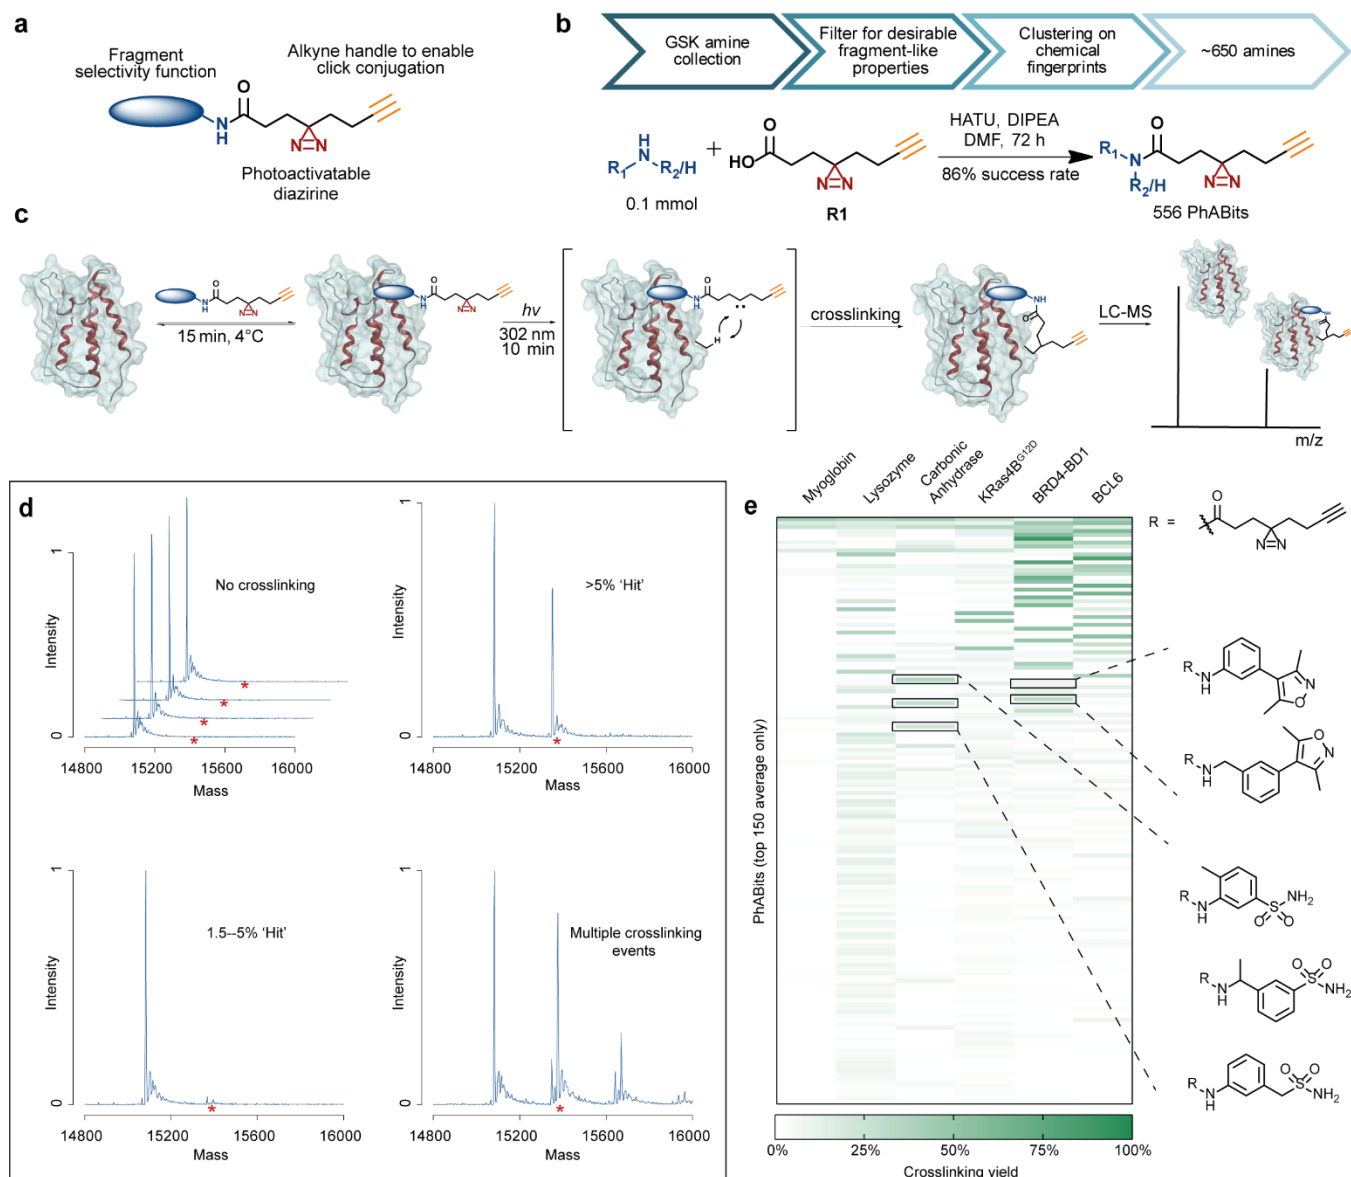 a
Fragment
selectivity function
Alkyne handle to enable
click conjugation
O
N
H
N=N
Photoactivatable
diazirine
b
GSK amine
collection
Filter for desirable
fragment-like
properties
Clustering on
chemical
fingerprints
~650 amines
H
N
R1
R2/H
0.1 mmol
+
O
HO
N=N
R1
HATU, DIPEA
DMF, 72 h
86% success rate
O
R1
N
R2/H
N=N
556 PhABits
c
O
N
H
N=N
15 min, 4°C
O
N
H
N=N
hv
302 nm
10 min
O
N
H
H
crosslinking
NH
O
LC-MS
m/z
d
Intensity
1
0
No crosslinking
*
*
*
*
14800 15200 15600 16000
Mass
Intensity
1
0
>5% 'Hit'
*
14800 15200 15600 16000
Mass
Intensity
1
0
1.5--5% 'Hit'
*
14800 15200 15600 16000
Mass
Intensity
1
0
Multiple crosslinking
events
*
14800 15200 15600 16000
Mass
e
Myoglobin
Lysozyme
Carbonic
Anhydrase
KRas4B G12D
BRD4-BD1
BCL6
PhABits (top 150 average only)
0% 25% 50% 75% 100%
Crosslinking yield
R =
O
N=N
R
N
H
N
O
R
N
H
O
N
R
N
H
S
NH2
O O
R
N
H
O O
S
NH2
R
N
H
O
S
NH2
O